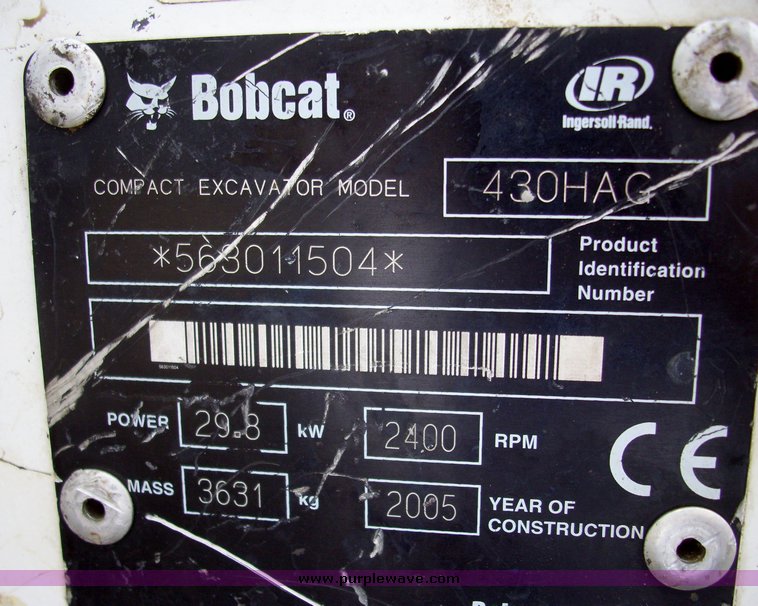 Bobcat®
IR
Ingersoll-Rand.
COMPACT EXCAVATOR MODEL 430HAG
*563011504*
Product
Identification
Number
563011504
POWER 29.8 kW 2400 RPM
CE
MASS 3631 kg 2005 YEAR OF
CONSTRUCTION
www.purplewave.com